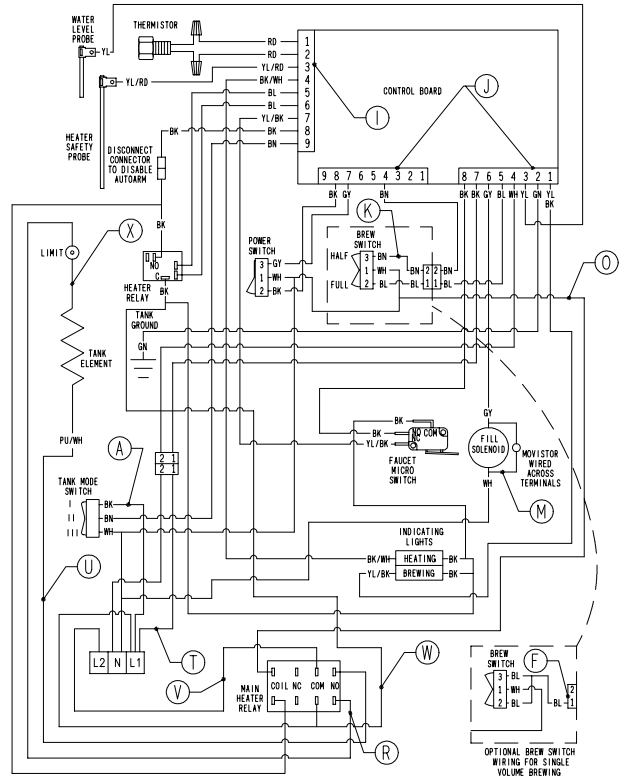 WATER
LEVEL
PROBE
YL
THERMISTOR
RD 1
RD 2
YL/RD 3
BK/WH 4
BL 5
BL 6
YL/BK 7
BK 8
BN 9
YL/RD
CONTROL BOARD
J
I
HEATER
SAFETY
PROBE
DISCONNECT
CONNECTOR
TO DISABLE
AUTOARM
BK
9 8 7 6 5 4 3 2 1
8 7 6 5 4 3 2 1
BK GY BN
BK BK GY BL WH YL GN YL
BK
X
K
O
LIMIT
BK
NO
C
BK
HEATER
RELAY
POWER
SWITCH
3 GY
1 WH
2 BK
BREW
SWITCH
HALF 3 BN 2 2 BN
1 WH
FULL 2 BL 1 1 BL
TANK
GROUND
GN
TANK
ELEMENT
PU/WH
A
2 1
2 1
TANK MODE
SWITCH
I BK
II BN
III WH
BK
BK NO COM
YL/BK NC
FAUCET
MICRO
SWITCH
GY
FILL
SOLENOID
WH
MOVISTOR
WIRED
ACROSS
TERMINALS
M
INDICATING
LIGHTS
BK/WH HEATING BK
YL/BK BREWING BK
U
L2 N L1
T
V
W
MAIN
HEATER
RELAY
COIL NC COM NO
R
BREW
SWITCH
F
3 BL
1 WH
2 BL BL
2
1
OPTIONAL BREW SWITCH
WIRING FOR SINGLE
VOLUME BREWING